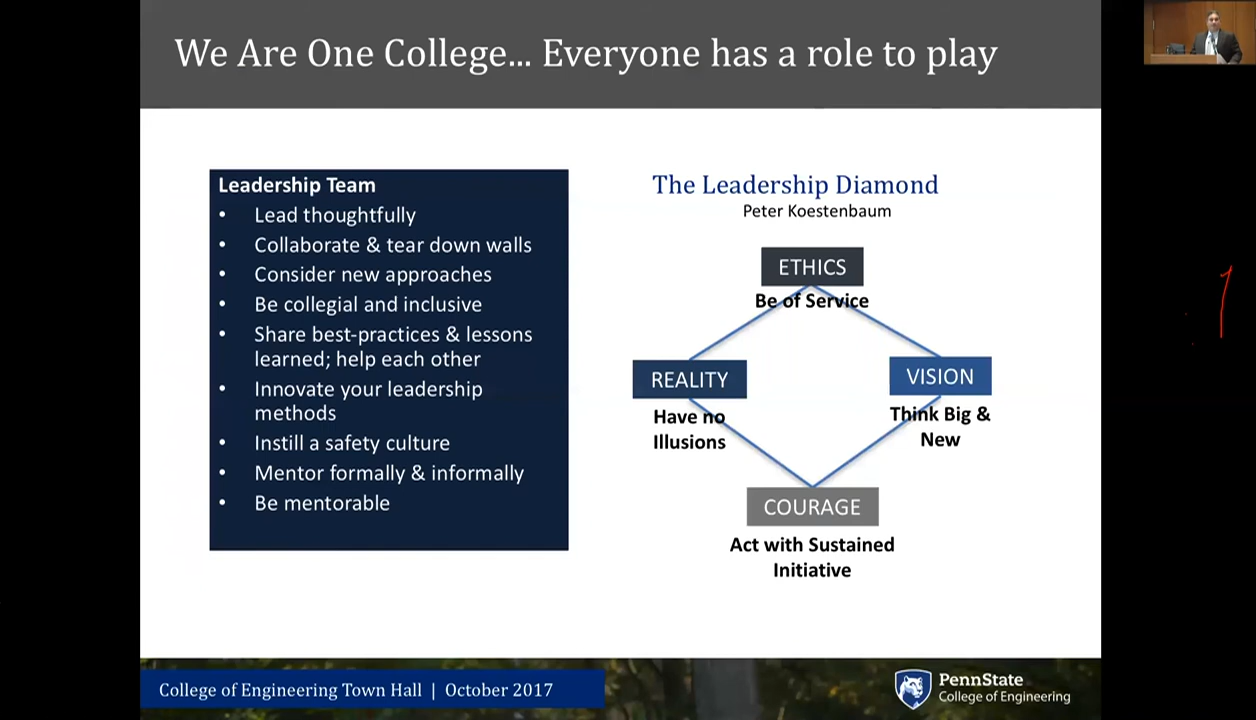 We Are One College... Everyone has a role to play
Leadership Team
• Lead thoughtfully
• Collaborate & tear down walls
• Consider new approaches
• Be collegial and inclusive
• Share best-practices & lessons
learned; help each other
• Innovate your leadership
methods
• Instill a safety culture
• Mentor formally & informally
• Be mentorable
The Leadership Diamond
Peter Koestenbaum
ETHICS
Be of Service
REALITY
Have no
Illusions
VISION
Think Big &
New
COURAGE
Act with Sustained
Initiative
1
College of Engineering Town Hall | October 2017
PennState
College of Engineering